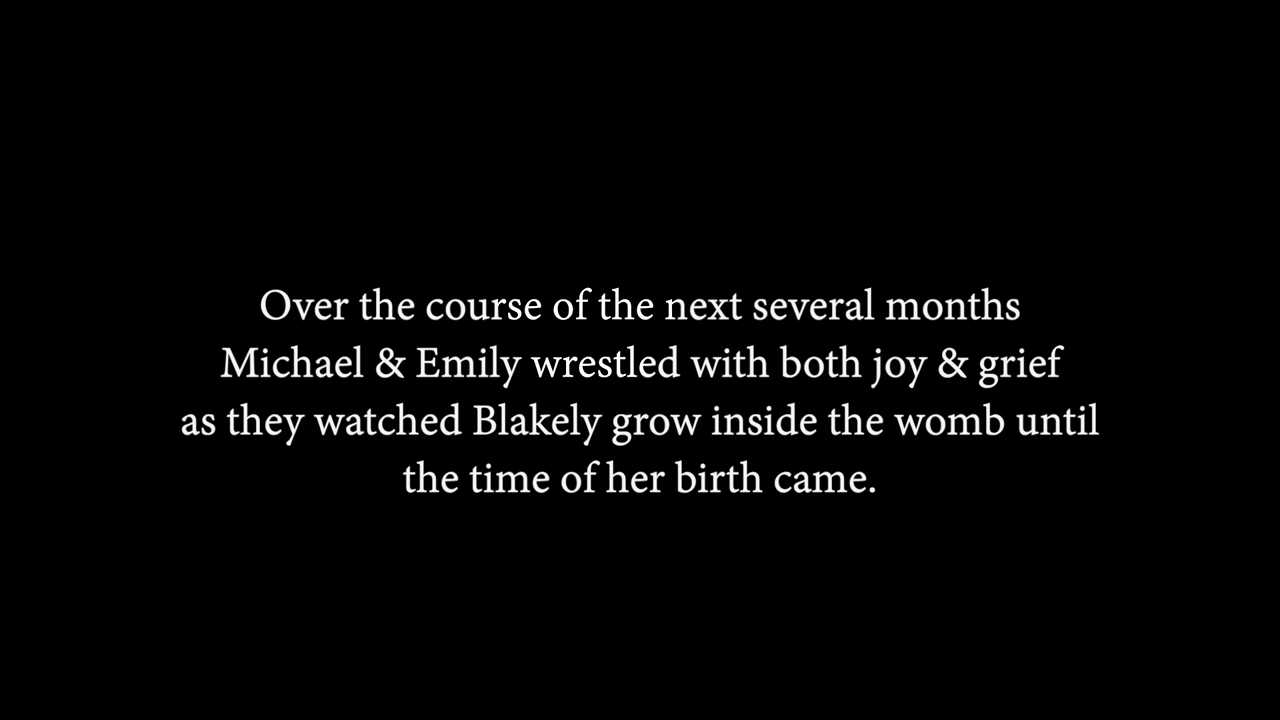 Over the course of the next several months
Michael & Emily wrestled with both joy & grief
as they watched Blakely grow inside the womb until
the time of her birth came.